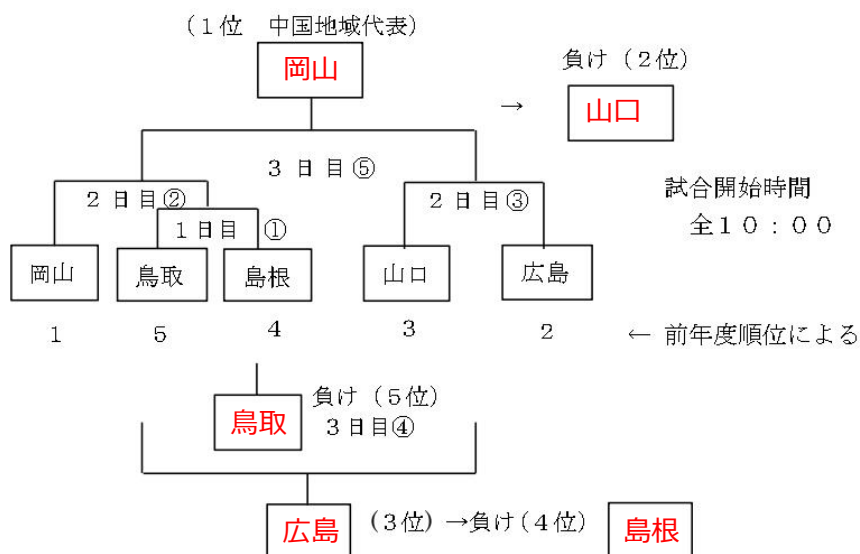 (1位 中国地域代表)
岡山
負け(2位)
→
山口
3日目⑤
2日目②
2日目③
試合開始時間
全10:00
1日目 ①
岡山
鳥取
島根
山口
広島
1
5
4
3
2
← 前年度順位による
負け(5位)
鳥取
3日目④
広島
(3位)→負け(4位)
島根